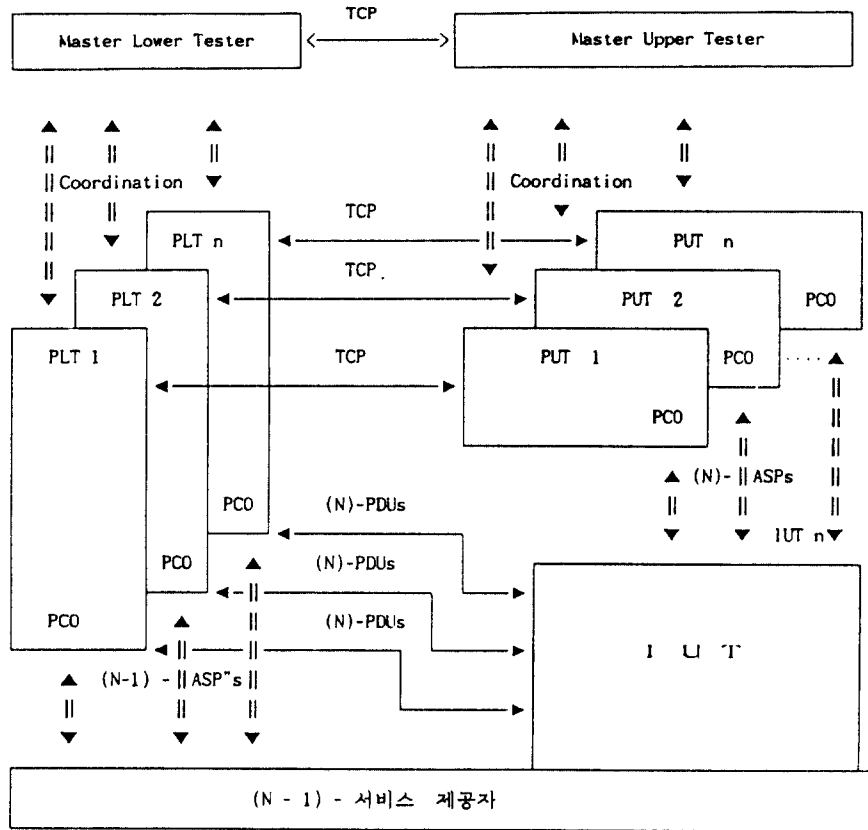 TCP
Master Lower Tester
Master Upper Tester
Coordination
Coordination
TCP
PLT n
PUT n
TCP
PLT 2
PUT 2
PCO
PLT 1
TCP
PUT 1
PCO
PCO
(N)-ASPs
PCO
(N)-PDUs
IUT n
PCO
(N)-PDUs
PCO
(N)-PDUs
I U T
(N-1) - ASP"s
(N - 1) - 서비스 제공자